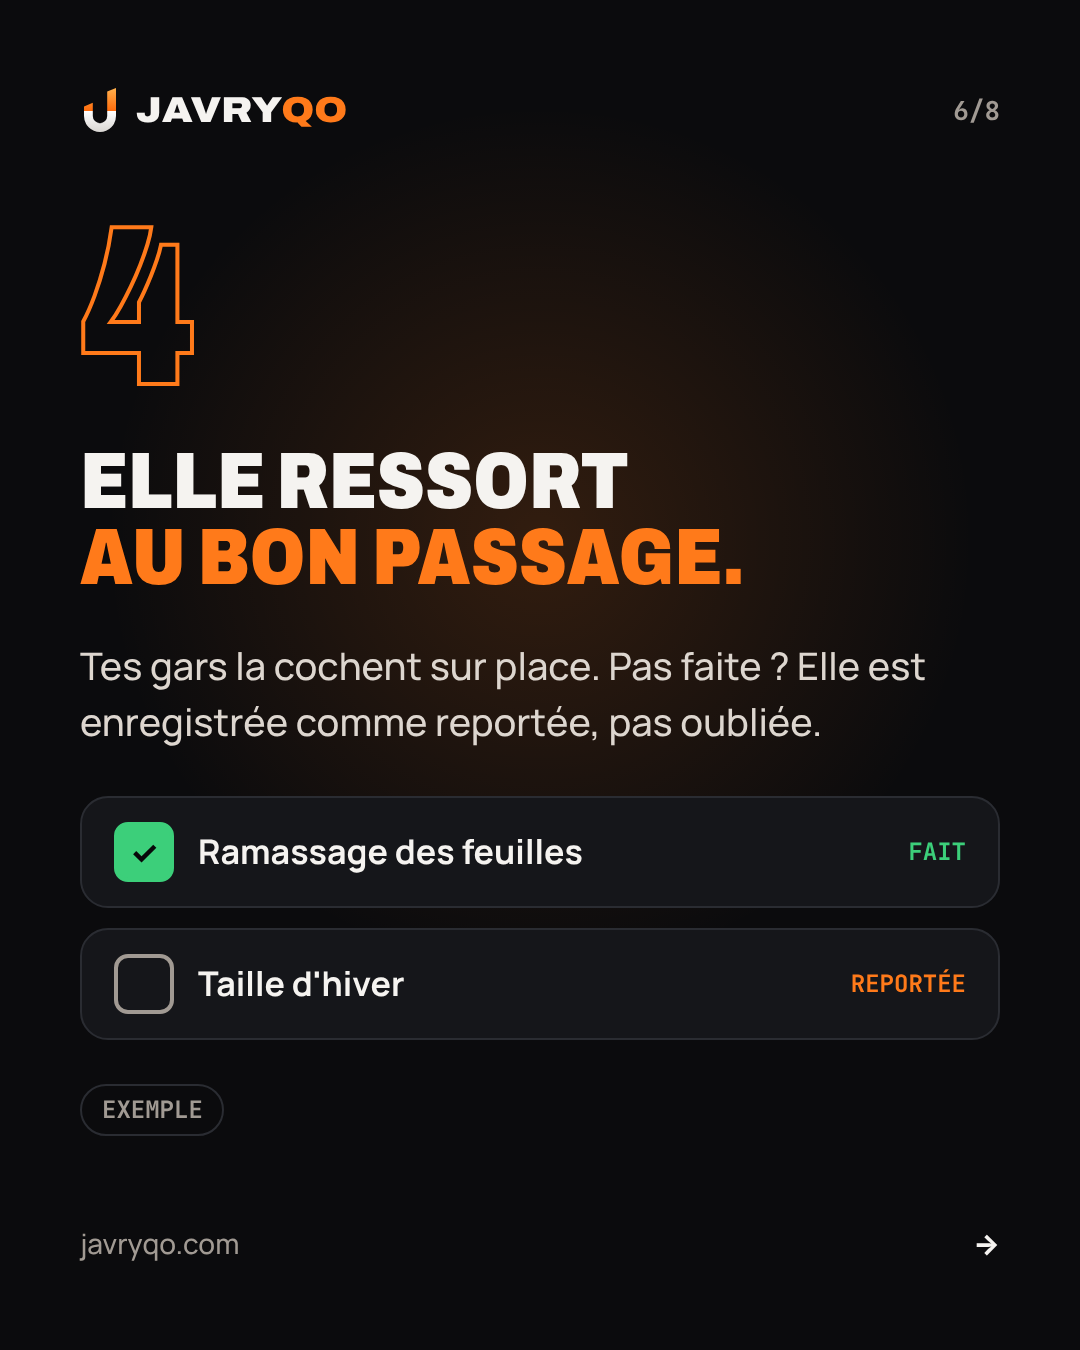 JAVRYQO
6/8
4
ELLE RESSORT
AU BON PASSAGE.
Tes gars la cochent sur place. Pas faite ? Elle est
enregistrée comme reportée, pas oubliée.
Ramassage des feuilles
FAIT
Taille d'hiver
REPORTÉE
EXEMPLE
javryqo.com
→